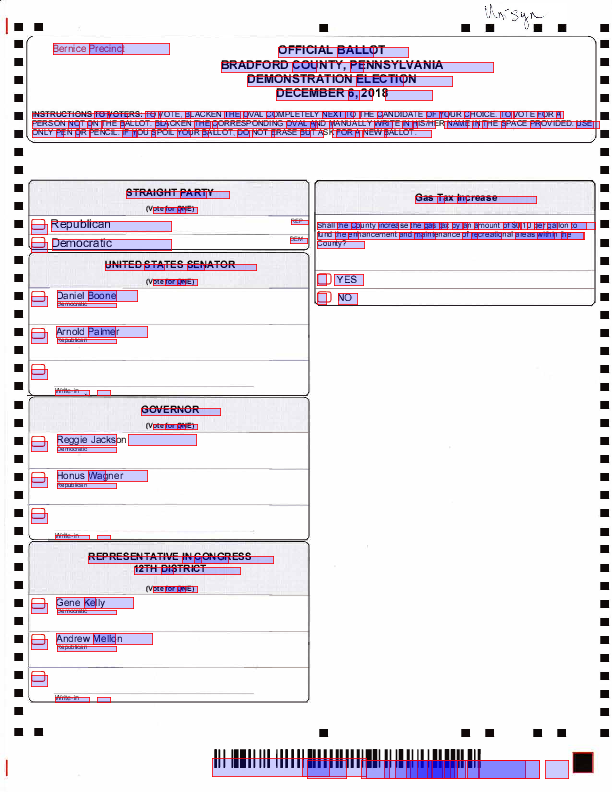 Bernice Precinct
OFFICIAL BALLOT
BRADFORD COUNTY, PENNSYLVANIA
DEMONSTRATION ELECTION
DECEMBER 6, 2018
INSTRUCTIONS TO VOTERS: TO VOTE, BLACKEN THE OVAL COMPLETELY NEXT TO THE CANDIDATE OF YOUR CHOICE. TO VOTE FOR A
PERSON NOT ON THE BALLOT, BLACKEN THE CORRESPONDING OVAL AND MANUALLY WRITE IN HIS/HER NAME IN THE SPACE PROVIDED. USE
ONLY PEN OR PENCIL. IF YOU SPOIL YOUR BALLOT, DO NOT ERASE BUT ASK FOR A NEW BALLOT.
STRAIGHT PARTY
(Vote for ONE)
Republican REP
Democratic DEM
UNITED STATES SENATOR
(Vote for ONE)
Daniel Boone
Democratic
Arnold Palmer
Republican
Write-in
GOVERNOR
(Vote for ONE)
Reggie Jackson
Democratic
Honus Wagner
Republican
Write-in
REPRESENTATIVE IN CONGRESS
12TH DISTRICT
(Vote for ONE)
Gene Kelly
Democratic
Andrew Mellon
Republican
Write-in
Gas Tax Increase
Shall the County increase the gas tax by an amount of $0.10 per gallon to
fund the enhancement and maintenance of recreational areas within the
County?
YES
NO